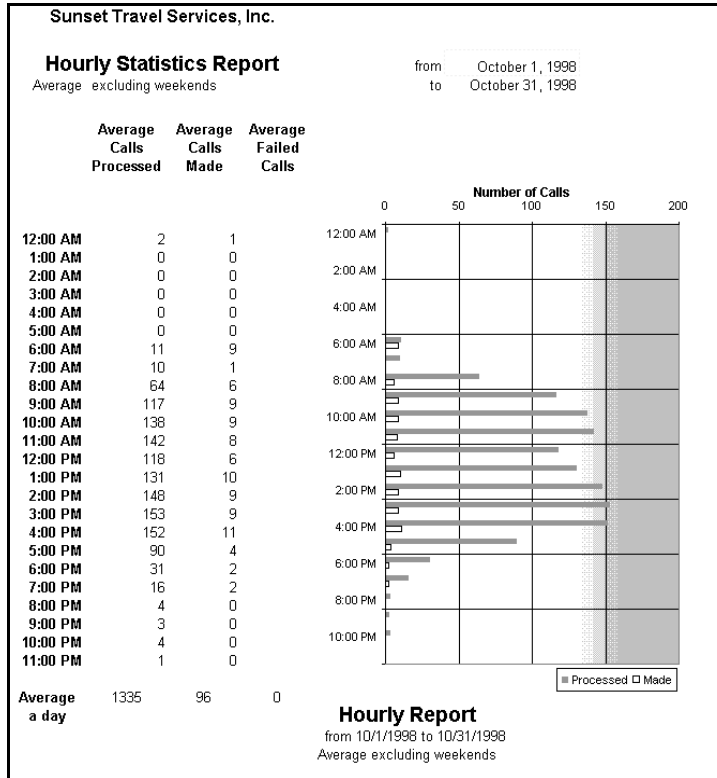 Sunset Travel Services, Inc.
Hourly Statistics Report
Average excluding weekends
from October 1, 1998
to October 31, 1998
Average Calls Processed
Average Calls Made
Average Failed Calls
12:00 AM 2 1
1:00 AM 0 0
2:00 AM 0 0
3:00 AM 0 0
4:00 AM 0 0
5:00 AM 0 0
6:00 AM 11 9
7:00 AM 10 1
8:00 AM 64 6
9:00 AM 117 9
10:00 AM 138 9
11:00 AM 142 8
12:00 PM 118 6
1:00 PM 131 10
2:00 PM 148 9
3:00 PM 153 9
4:00 PM 152 11
5:00 PM 90 4
6:00 PM 31 2
7:00 PM 16 2
8:00 PM 4 0
9:00 PM 3 0
10:00 PM 4 0
11:00 PM 1 0
Average a day 1335 96 0
Number of Calls
0 50 100 150 200
12:00 AM
2:00 AM
4:00 AM
6:00 AM
8:00 AM
10:00 AM
12:00 PM
2:00 PM
4:00 PM
6:00 PM
8:00 PM
10:00 PM
Processed Made
Hourly Report
from 10/1/1998 to 10/31/1998
Average excluding weekends